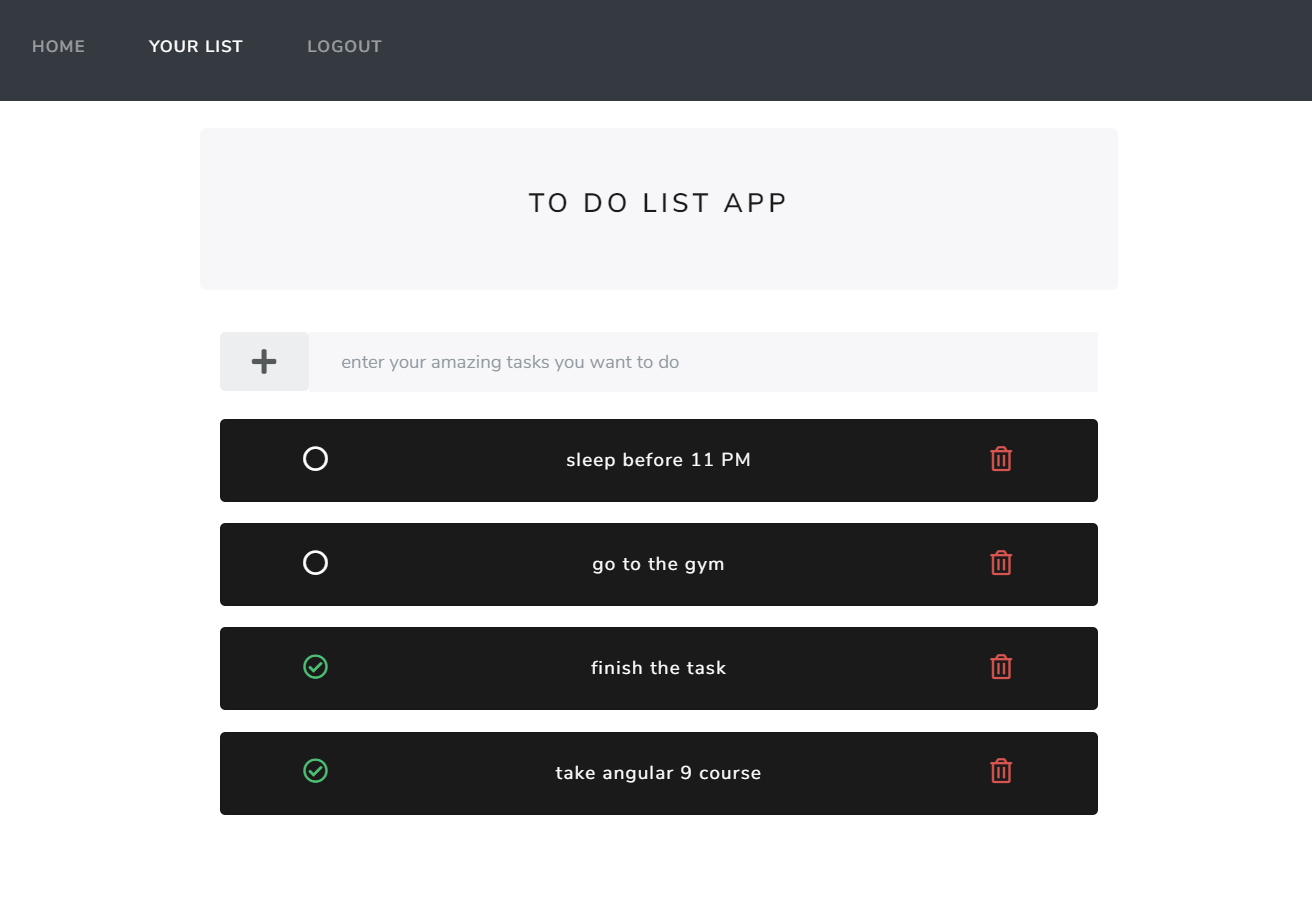 HOME YOUR LIST LOGOUT
TO DO LIST APP
enter your amazing tasks you want to do
sleep before 11 PM
go to the gym
finish the task
take angular 9 course